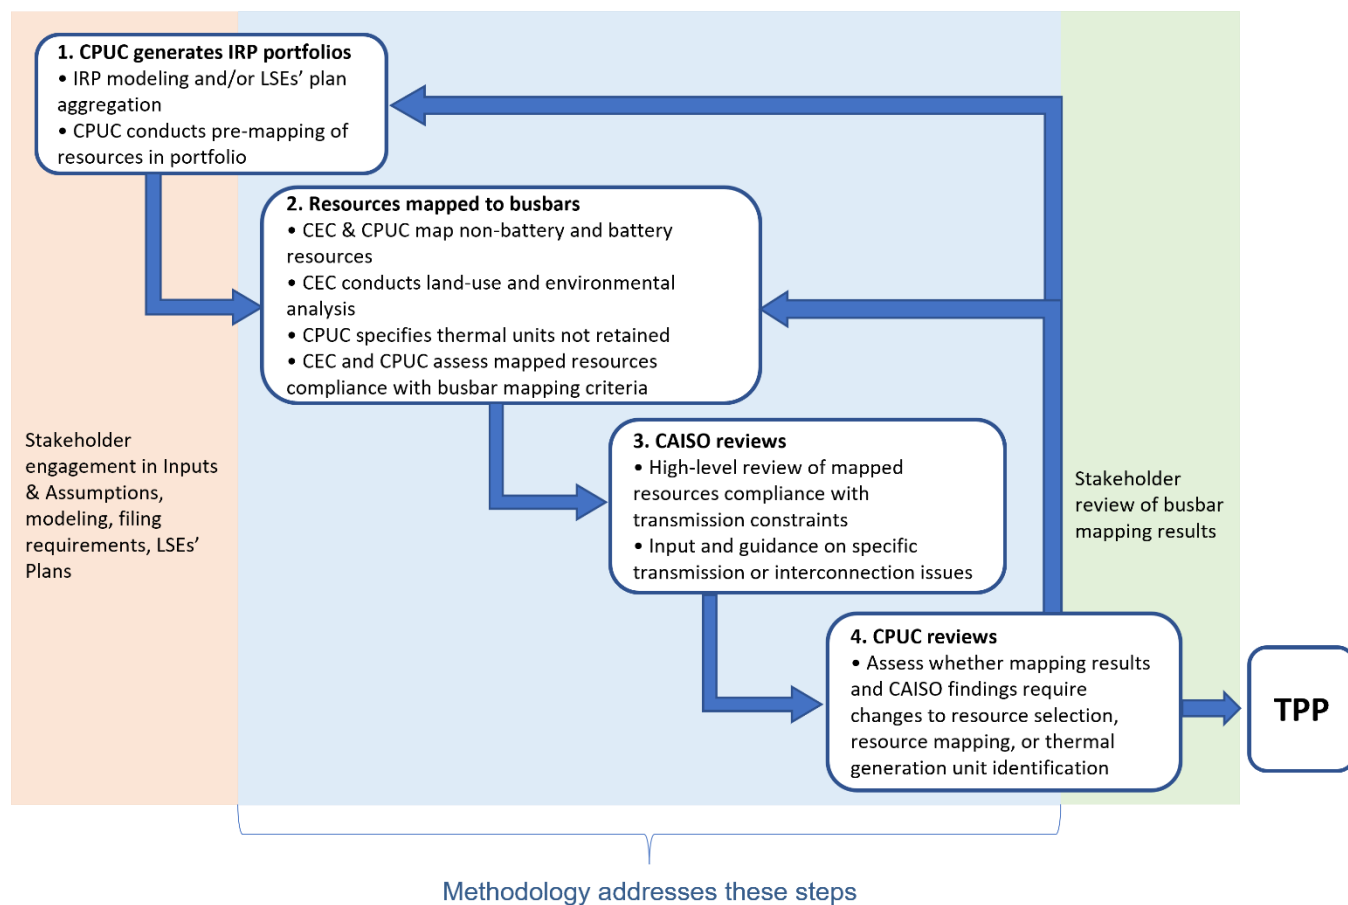 1. CPUC generates IRP portfolios
• IRP modeling and/or LSEs’ plan
aggregation
• CPUC conducts pre-mapping of
resources in portfolio
2. Resources mapped to busbars
• CEC & CPUC map non-battery and battery
resources
• CEC conducts land-use and environmental
analysis
• CPUC specifies thermal units not retained
• CEC and CPUC assess mapped resources
compliance with busbar mapping criteria
Stakeholder
engagement in Inputs
& Assumptions,
modeling, filing
requirements, LSEs’
Plans
3. CAISO reviews
• High-level review of mapped
resources compliance with
transmission constraints
• Input and guidance on specific
transmission or interconnection issues
Stakeholder
review of busbar
mapping results
4. CPUC reviews
• Assess whether mapping results
and CAISO findings require
changes to resource selection,
resource mapping, or thermal
generation unit identification
TPP
Methodology addresses these steps